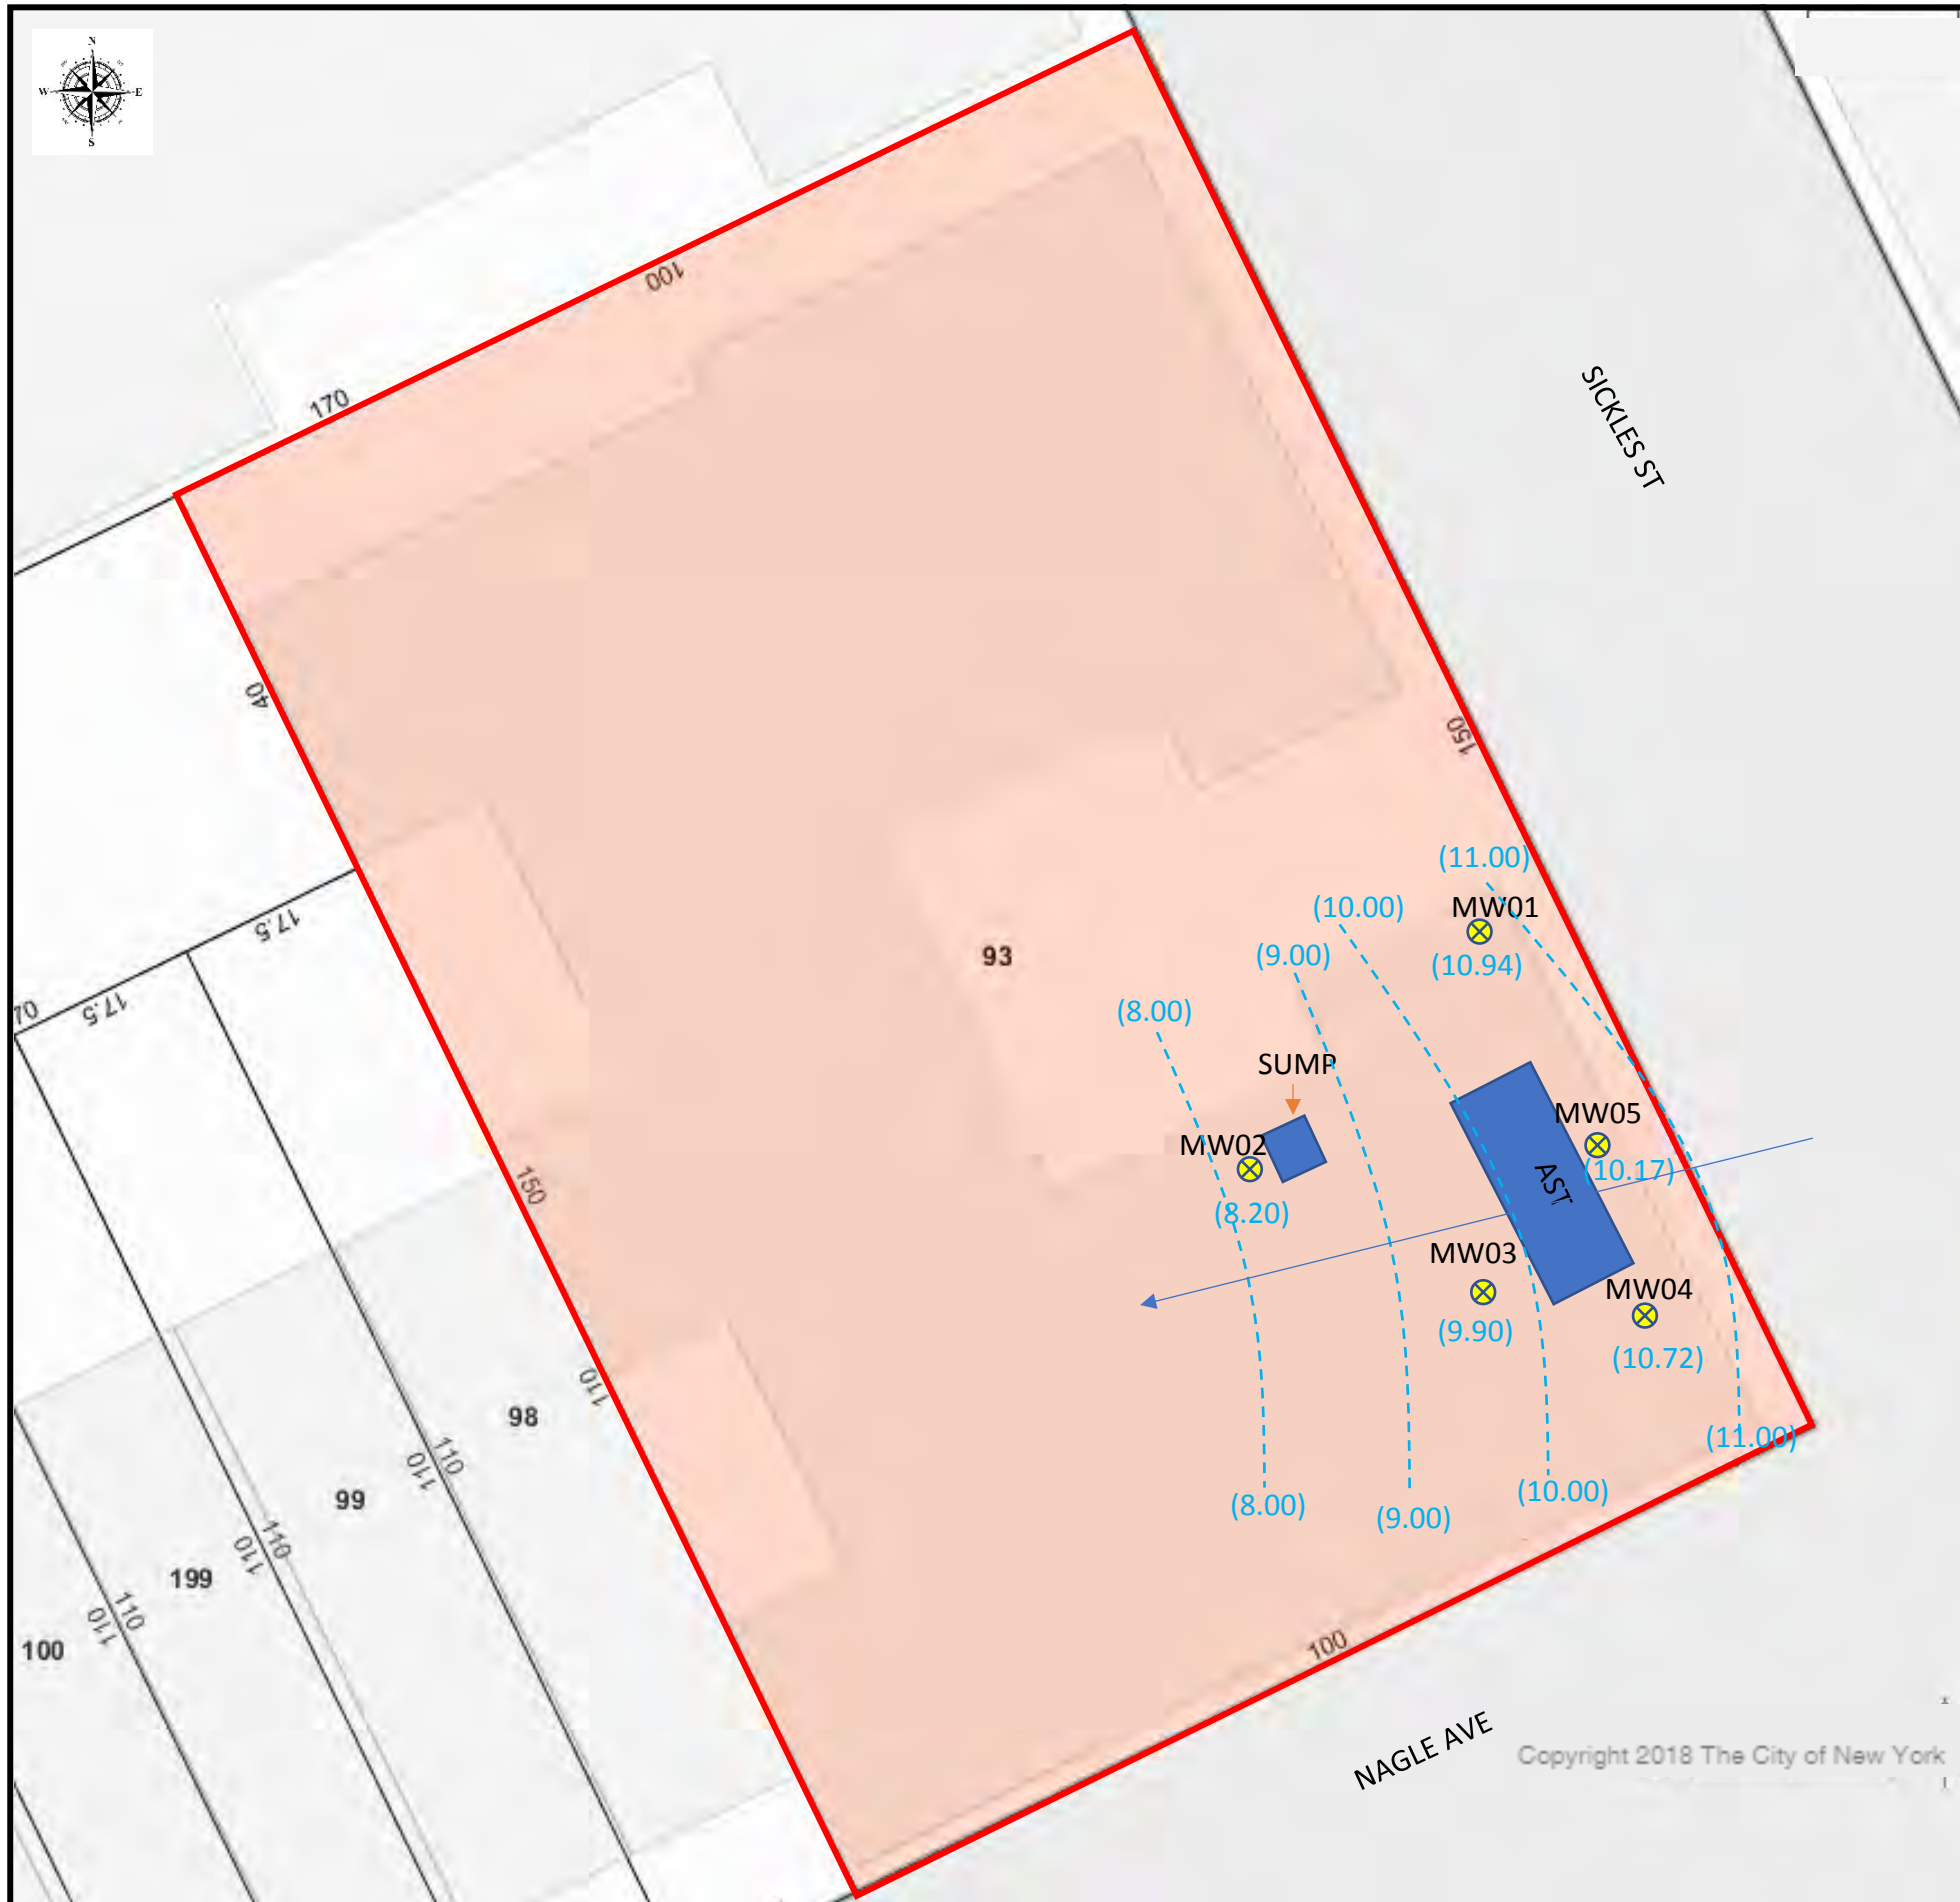 N
W
E
S
100
170
SICKLES ST
40
150
(11.00)
(10.00)
MW01
17.5
(9.00)
93
(10.94)
17.5
70
(8.00)
SUMP
MW05
MW02
(10.17)
150
AST
(8.20)
MW03
MW04
(9.90)
(10.72)
110
98
(11.00)
110
110
(10.00)
99
(8.00)
(9.00)
110
110
199
110
110
100
100
NAGLE AVE
Copyright 2018 The City of New York